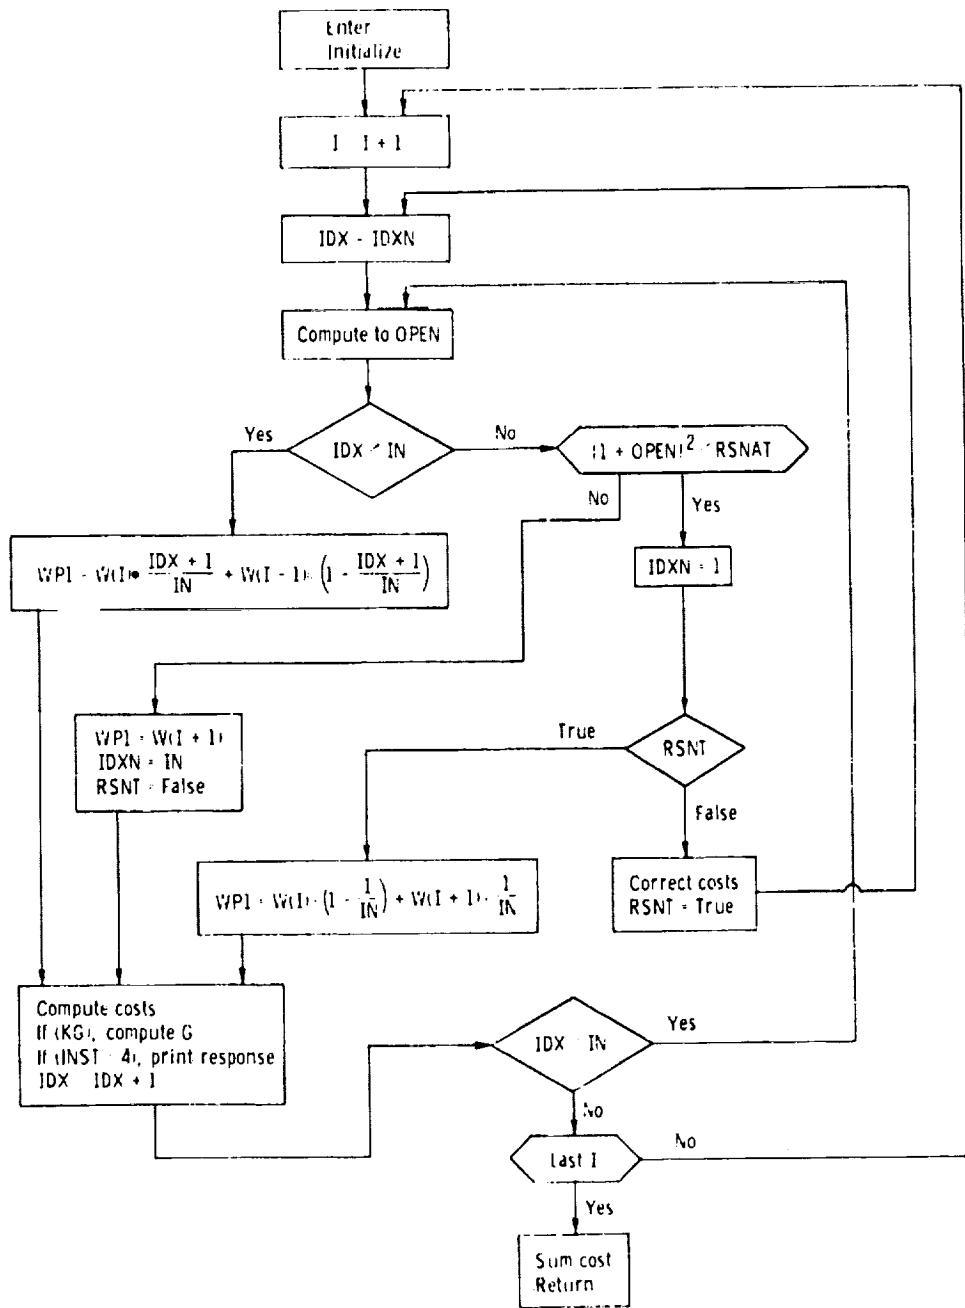 Enter
Initialize
I I + 1
IDX - IDXN
Compute to OPEN
Yes
IDX IN
No
|1 + OPEN|² RSNAT
No
Yes
WP1 - W(I) • IDX + 1 / IN + W(I - 1) · (1 - IDX + 1 / IN)
IDXN = 1
WP1 = W(I + 1)
IDXN = IN
RSNT = False
True
RSNT
False
WP1 = W(I) · (1 - 1 / IN) + W(I + 1) · 1 / IN
Correct costs
RSNT = True
Compute costs
If (KG), compute G
If (INST 4), print response
IDX IDX + 1
IDX IN
Yes
No
Last I
No
Yes
Sum cost
Return